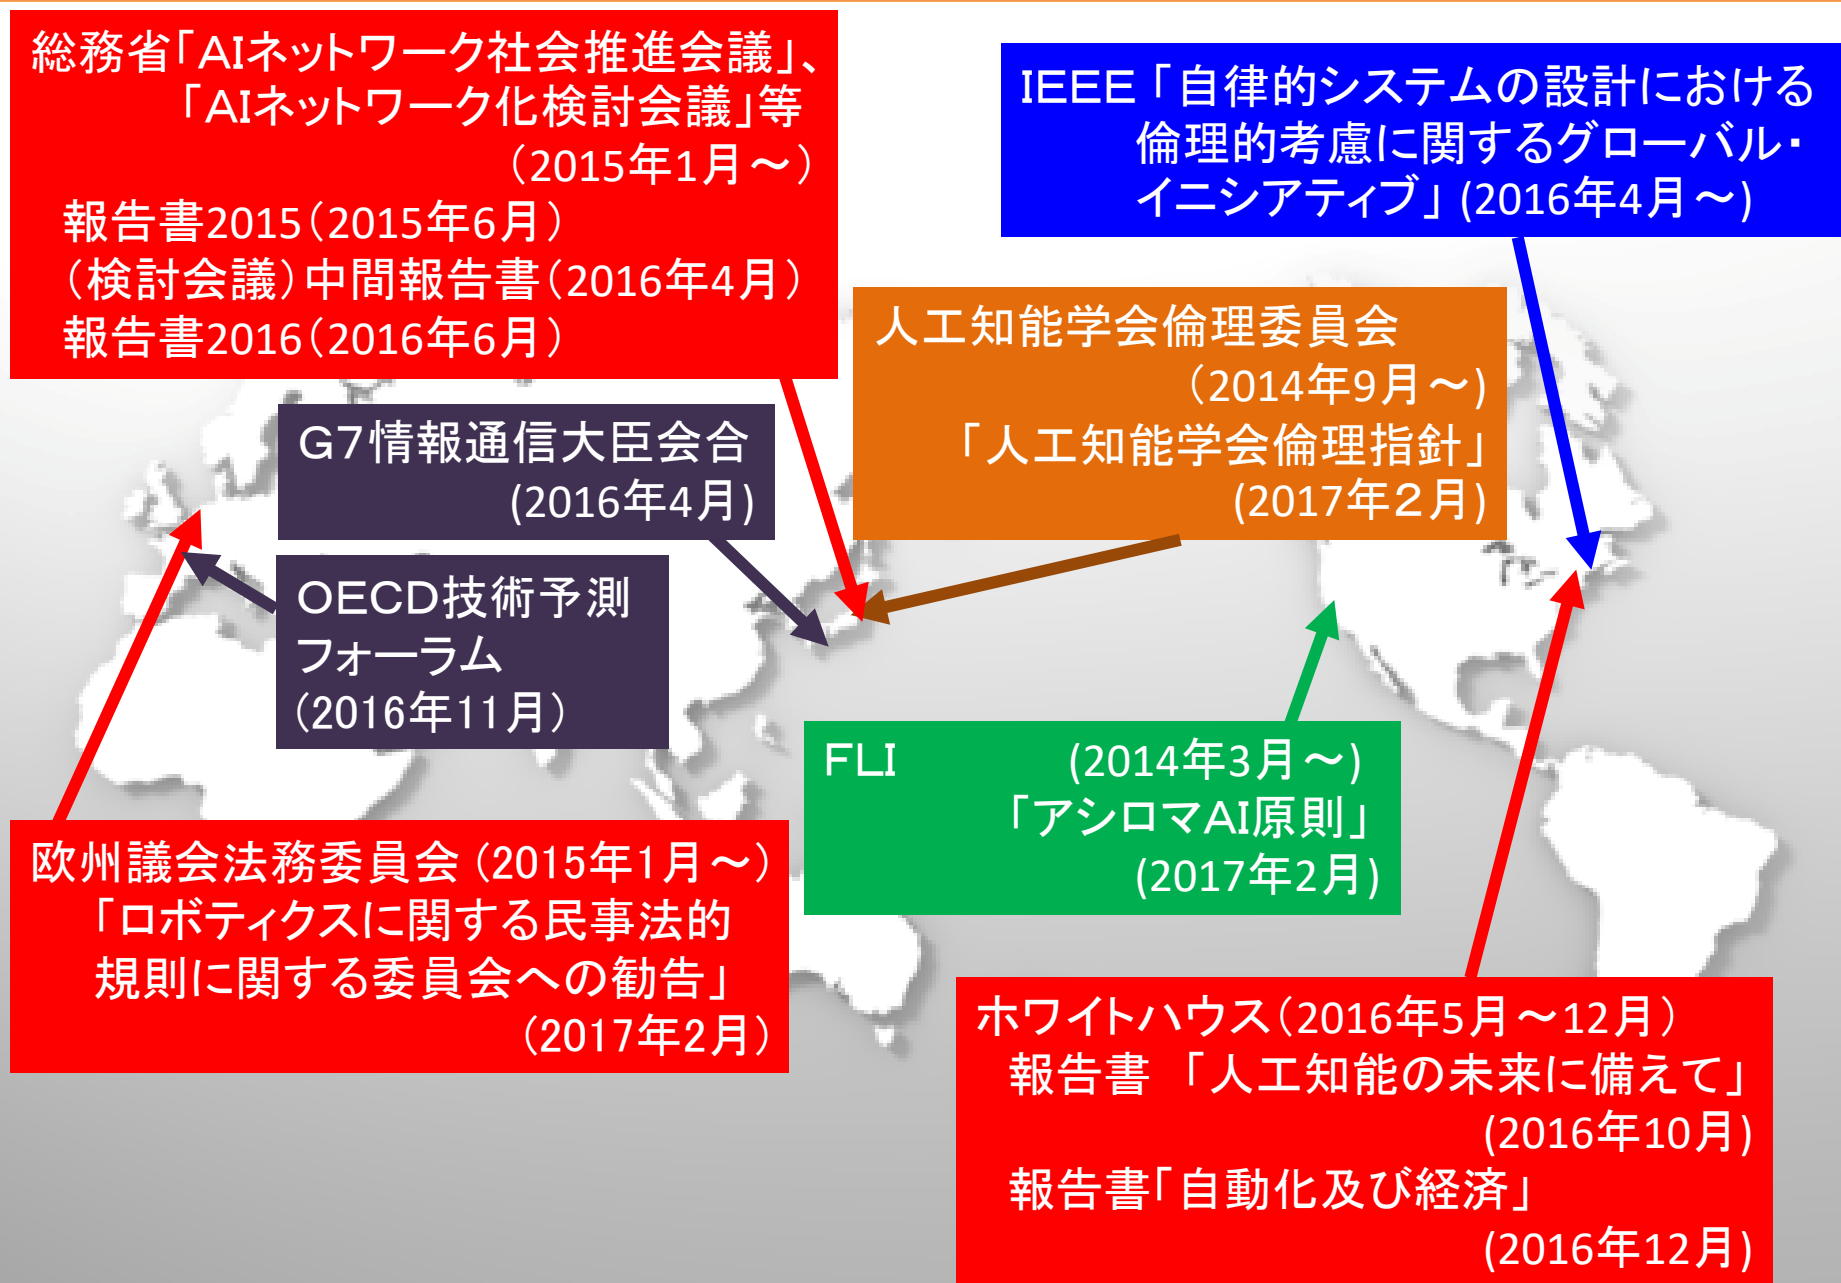 総務省「AIネットワーク社会推進会議」、
「AIネットワーク化検討会議」等
（2015年1月～）
報告書2015（2015年6月）
（検討会議）中間報告書（2016年4月）
報告書2016（2016年6月）
IEEE「自律的システムの設計における
倫理的考慮に関するグローバル・
イニシアティブ」(2016年4月～)
人工知能学会倫理委員会
（2014年9月～)
「人工知能学会倫理指針」
(2017年２月)
G7情報通信大臣会合
(2016年4月)
OECD技術予測
フォーラム
（2016年11月）
FLI (2014年3月～)
「アシロマAI原則」
(2017年2月)
欧州議会法務委員会（2015年1月～）
「ロボティクスに関する民事法的
規則に関する委員会への勧告」
（2017年2月）
ホワイトハウス（2016年5月～12月）
報告書 「人工知能の未来に備えて」
(2016年10月)
報告書「自動化及び経済」
(2016年12月)